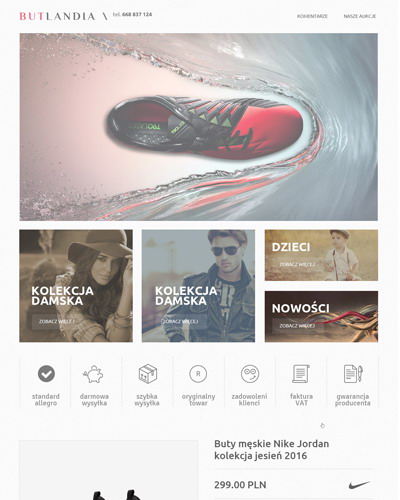 BUTLANDIA \ tel. 668 837 124
KOMENTARZE NASZE AUKCJE
KOLEKCJA
DAMSKA
ZOBACZ WIĘCEJ
KOLEKCJA
DAMSKA
ZOBACZ WIĘCEJ
DZIECI
ZOBACZ WIĘCEJ
NOWOŚCI
ZOBACZ WIĘCEJ
standard
allegro
darmowa
wysyłka
szybka
wysyłka
R
oryginalny
towar
zadowoleni
klienci
faktura
VAT
gwarancja
producenta
Buty męskie Nike Jordan
kolekcja jesień 2016
299.00 PLN